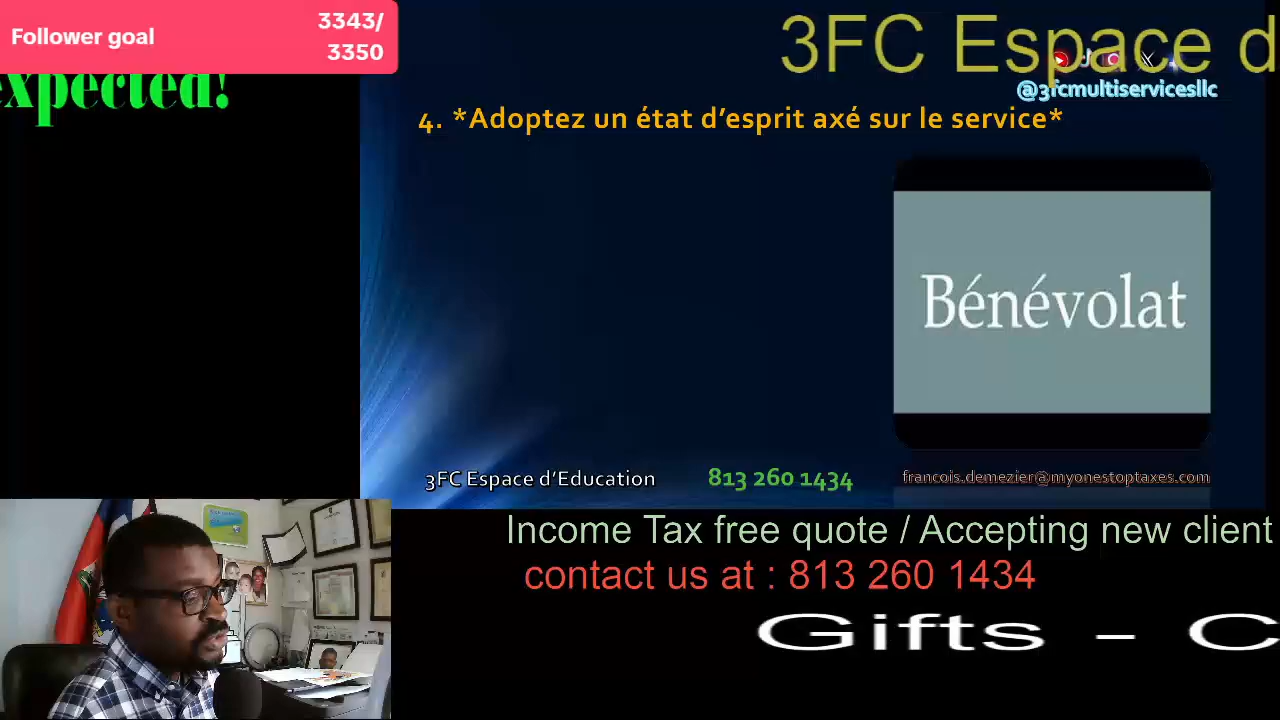 Follower goal
3343/
3350
expected!
3FC Espace d
@3fcmultiservicesllc
4. *Adoptez un état d’esprit axé sur le service*
Bénévolat
3FC Espace d’Education
813 260 1434
francois.demezier@myonestoptaxes.com
Income Tax free quote / Accepting new client
contact us at : 813 260 1434
Gifts - C